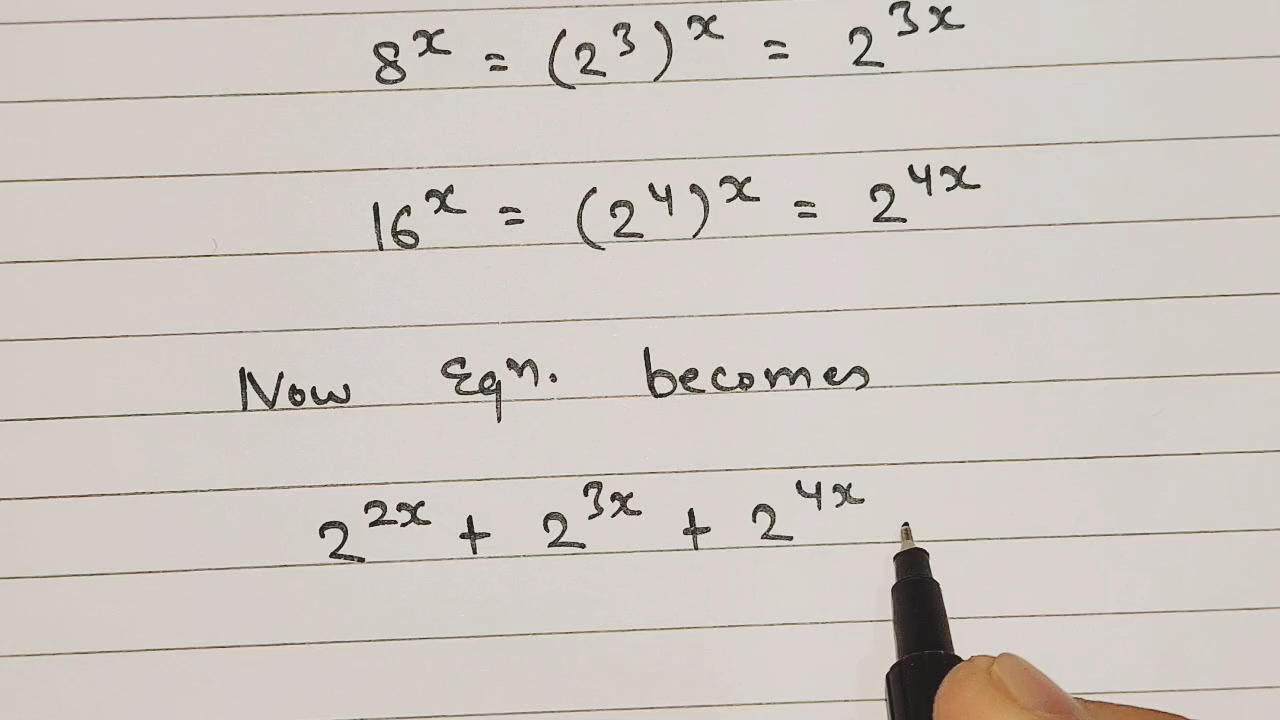 8^x = (2^3)^x = 2^{3x}
16^x = (2^4)^x = 2^{4x}
Now Eqn. becomes
2^{2x} + 2^{3x} + 2^{4x}